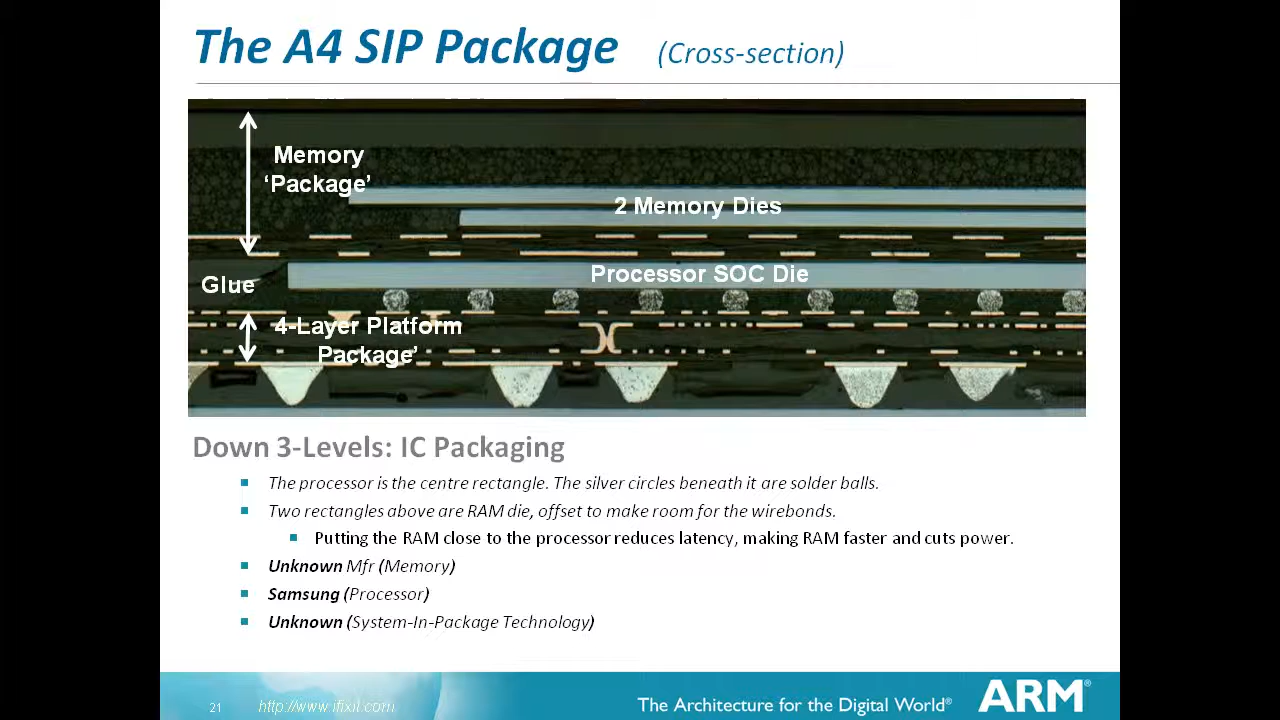 The A4 SIP Package (Cross-section)
Memory
‘Package’
2 Memory Dies
Processor SOC Die
Glue
4-Layer Platform
Package’
Down 3-Levels: IC Packaging
The processor is the centre rectangle. The silver circles beneath it are solder balls.
Two rectangles above are RAM die, offset to make room for the wirebonds.
Putting the RAM close to the processor reduces latency, making RAM faster and cuts power.
Unknown Mfr (Memory)
Samsung (Processor)
Unknown (System-In-Package Technology)
21 http://www.ifixit.com The Architecture for the Digital World® ARM®